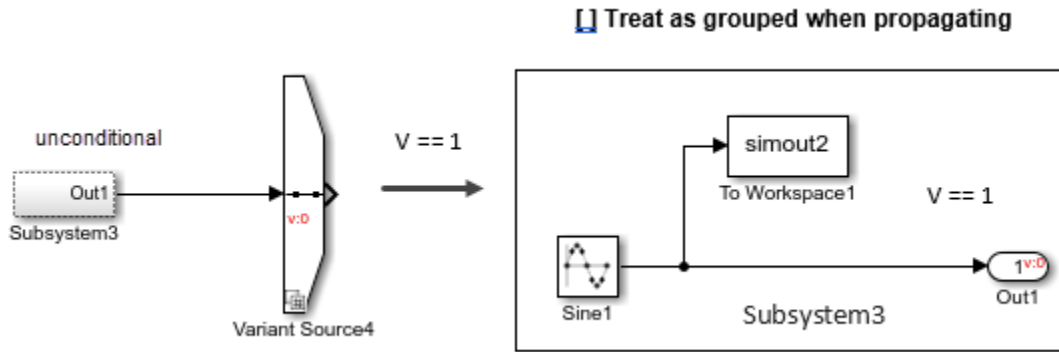 [ ] Treat as grouped when propagating
unconditional
Out1
Subsystem3
v:0
Variant Source4
V == 1
simout2
To Workspace1
V == 1
Sine1
1
v:0
Out1
Subsystem3